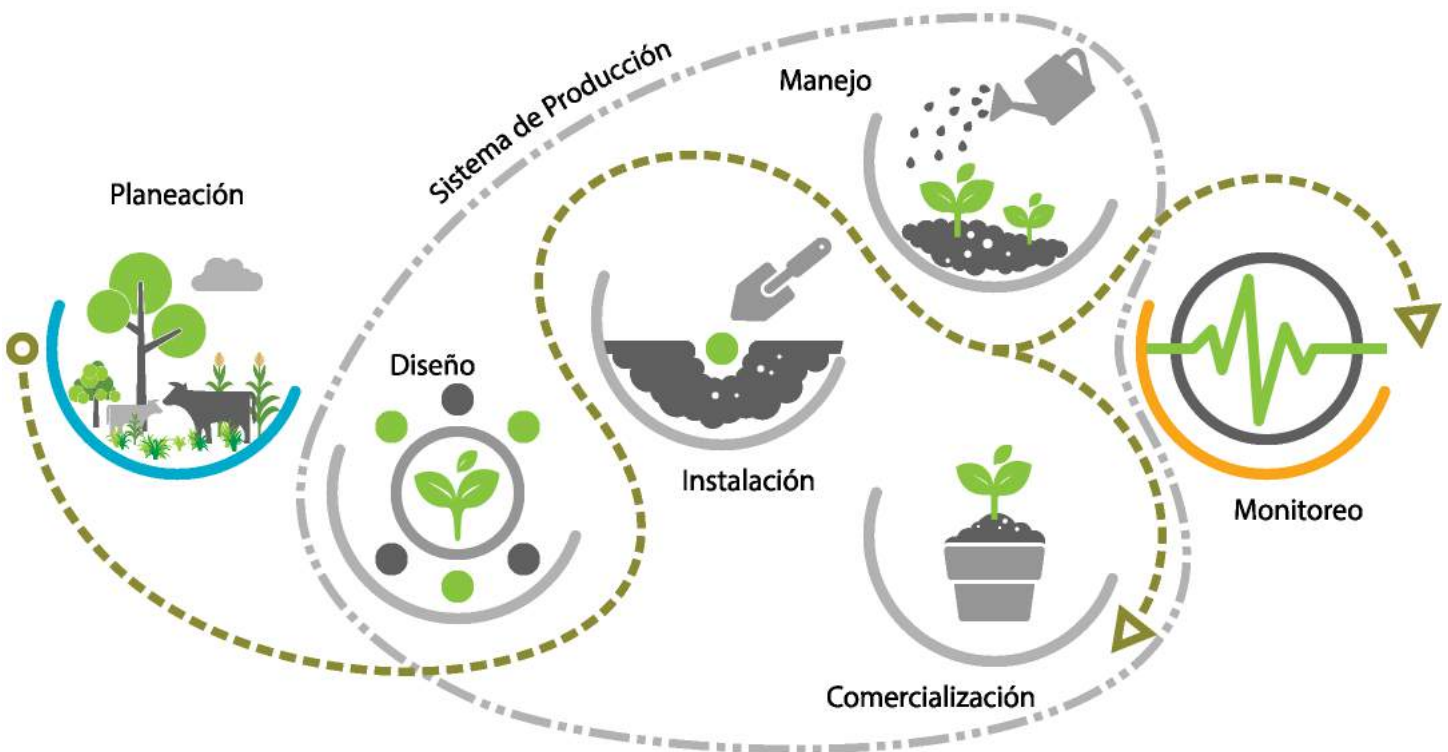 Planeación
Sistema de Producción
Diseño
Instalación
Manejo
Comercialización
Monitoreo